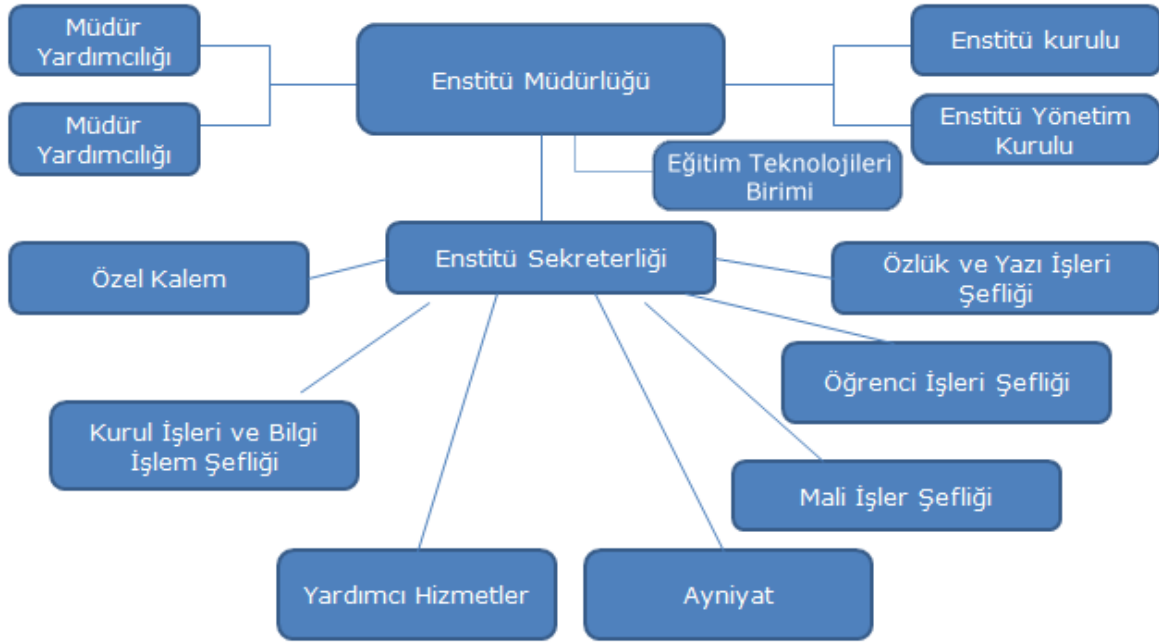 Müdür
Yardımcılığı
Enstitü Müdürlüğü
Enstitü kurulu
Müdür
Yardımcılığı
Enstitü Yönetim
Kurulu
Eğitim Teknolojileri
Birimi
Özel Kalem
Enstitü Sekreterliği
Özlük ve Yazı İşleri
Şefliği
Öğrenci İşleri Şefliği
Kurul İşleri ve Bilgi
İşlem Şefliği
Mali İşler Şefliği
Yardımcı Hizmetler
Ayniyat